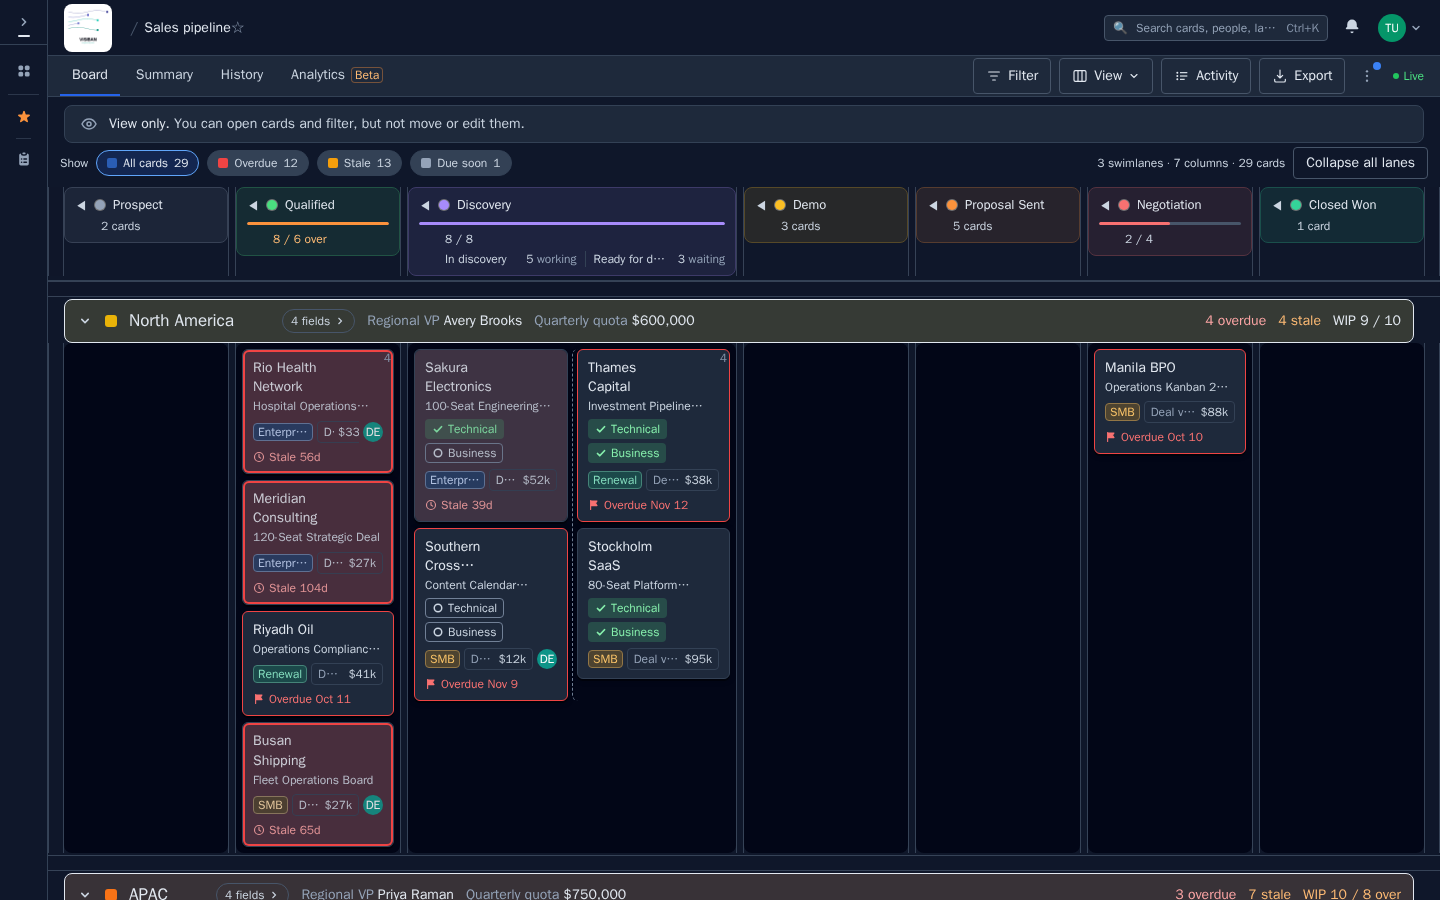 VISBAN
/ Sales pipeline☆
Search cards, people, la··· Ctrl+K
TU
Board Summary History Analytics Beta
Filter View Activity Export Live
View only. You can open cards and filter, but not move or edit them.
Show All cards 29 Overdue 12 Stale 13 Due soon 1
3 swimlanes · 7 columns · 29 cards Collapse all lanes
Prospect
2 cards
Qualified
8 / 6 over
Discovery
8 / 8
In discovery 5 working Ready for d··· 3 waiting
Demo
3 cards
Proposal Sent
5 cards
Negotiation
2 / 4
Closed Won
1 card
North America 4 fields Regional VP Avery Brooks Quarterly quota $600,000 4 overdue 4 stale WIP 9 / 10
4
Rio Health
Network
Hospital Operations···
Enterpr··· D· $33 DE
Stale 56d
Meridian
Consulting
120-Seat Strategic Deal
Enterpr··· D··· $27k
Stale 104d
Riyadh Oil
Operations Complianc···
Renewal D··· $41k
Overdue Oct 11
Busan
Shipping
Fleet Operations Board
SMB D··· $27k DE
Stale 65d
Sakura
Electronics
100-Seat Engineering···
Technical
Business
Enterpr··· D··· $52k
Stale 39d
Southern
Cross···
Content Calendar···
Technical
Business
SMB D··· $12k DE
Overdue Nov 9
4
Thames
Capital
Investment Pipeline···
Technical
Business
Renewal De··· $38k
Overdue Nov 12
Stockholm
SaaS
80-Seat Platform···
Technical
Business
SMB Deal v··· $95k
Manila BPO
Operations Kanban 2···
SMB Deal v··· $88k
Overdue Oct 10
APAC 4 fields Regional VP Priya Raman Quarterly quota $750,000 3 overdue 7 stale WIP 10 / 8 over